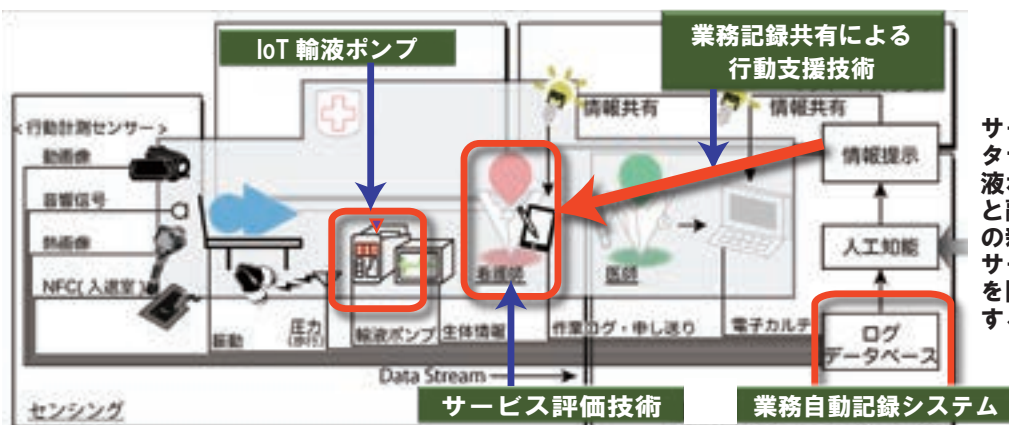 IoT 輸液ポンプ
業務記録共有による
行動支援技術
情報共有
情報共有
<行動計測センサー>
動画像
音響信号
熱画像
NFC(入退室)
情報提示
人工知能
ログ
データベース
看護師
医師
振動
圧力
輸液ポンプ
生体情報
作業ログ・申し送り
電子カルテ
Data Stream
センシング
サービス評価技術
業務自動記録システム
サー
ター
液
と
の
サー
を
す